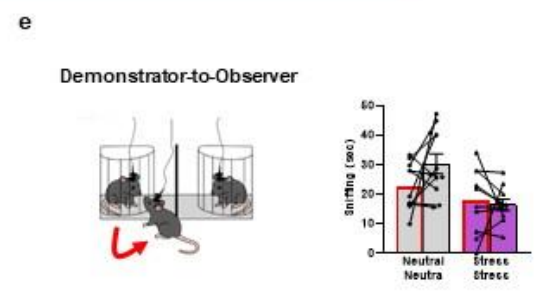 e
Demonstrator-to-Observer
50
40
30
20
10
0
Sniffing (sec)
Neutral Stress
Neutra Stress